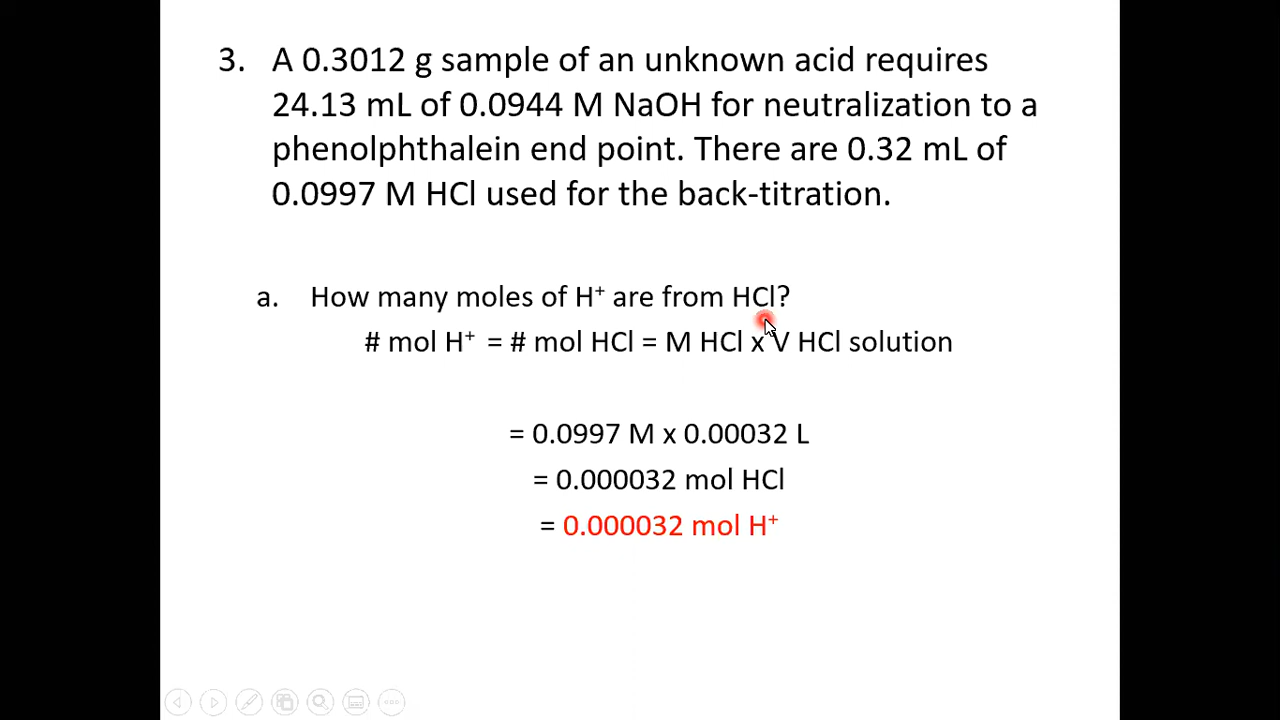 3. A 0.3012 g sample of an unknown acid requires
24.13 mL of 0.0944 M NaOH for neutralization to a
phenolphthalein end point. There are 0.32 mL of
0.0997 M HCl used for the back-titration.
a. How many moles of H⁺ are from HCl?
# mol H⁺ = # mol HCl = M HCl x V HCl solution
= 0.0997 M x 0.00032 L
= 0.000032 mol HCl
= 0.000032 mol H⁺